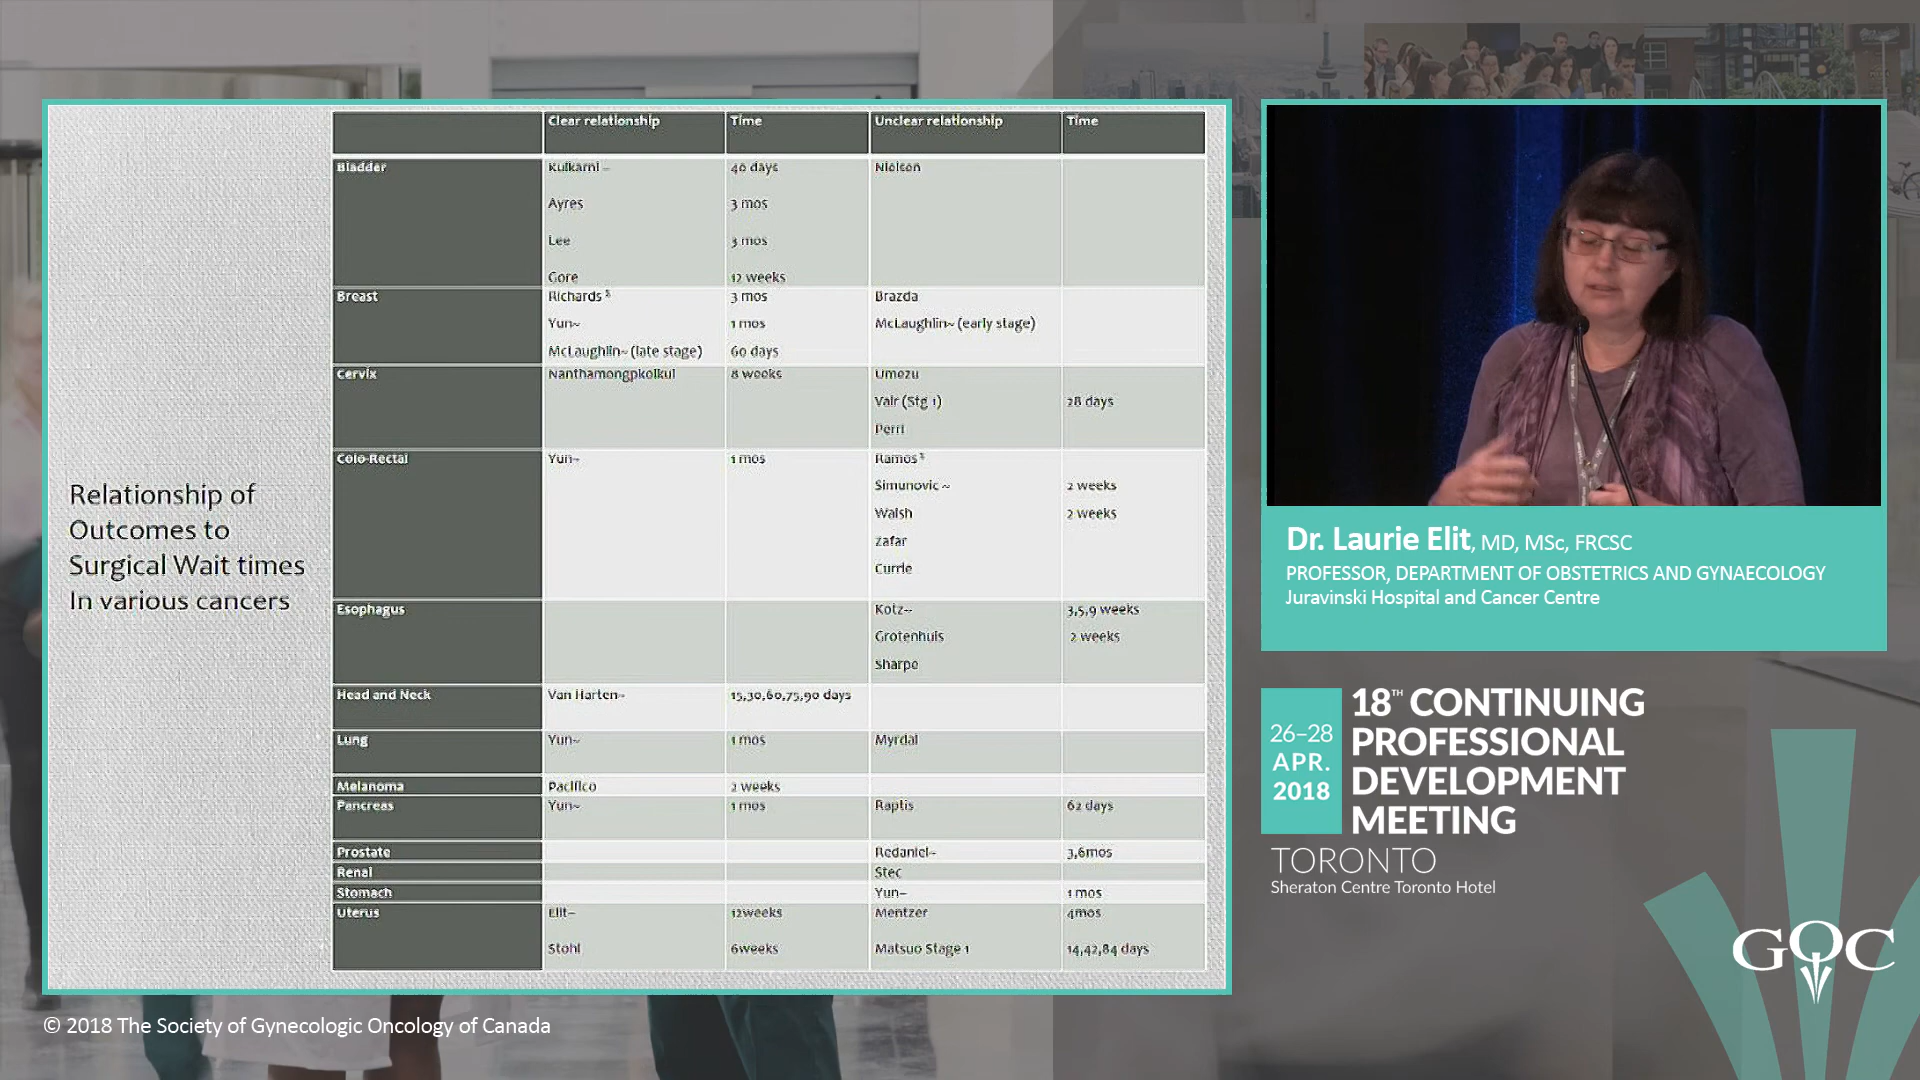 Relationship of
Outcomes to
Surgical Wait times
In various cancers
Clear relationship Time Unclear relationship Time
Bladder Kulkarni ~ 40 days Nielson
Ayres 3 mos
Lee 3 mos
Gore 12 weeks
Breast Richards 3 mos Brazda
Yun~ 1 mos McLaughlin~ (early stage)
McLaughlin~ (late stage) 60 days
Cervix Nanthamongpkolkul 8 weeks Umezu
Vair (Stg 1) 28 days
Perri
Colo-Rectal Yun~ 1 mos Ramos
Simunovic ~ 2 weeks
Walsh 2 weeks
Zafar
Currie
Esophagus Kotz~ 3,5,9 weeks
Grotenhuis 2 weeks
Sharpe
Head and Neck Van Harten~ 15,30,60,75,90 days
Lung Yun~ 1 mos Myrdal
Melanoma Pacifico 2 weeks
Pancreas Yun~ 1 mos Raptis 62 days
Prostate Redaniel~ 3,6mos
Renal Stec
Stomach Yun~ 1 mos
Uterus Elit~ 12weeks Mentzer 4mos
Stohl 6weeks Matsuo Stage 1 14,42,84 days
Dr. Laurie Elit, MD, MSc, FRCSC
PROFESSOR, DEPARTMENT OF OBSTETRICS AND GYNAECOLOGY
Juravinski Hospital and Cancer Centre
26–28
APR.
2018
18TH CONTINUING
PROFESSIONAL
DEVELOPMENT
MEETING
TORONTO
Sheraton Centre Toronto Hotel
GOC
© 2018 The Society of Gynecologic Oncology of Canada